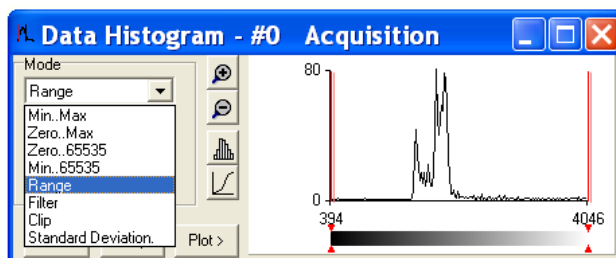 Data Histogram - #0 Acquisition
Mode
Range
Min..Max
Zero..Max
Zero..65535
Min..65535
Range
Filter
Clip
Standard Deviation.
Plot >
80
0
394
4046